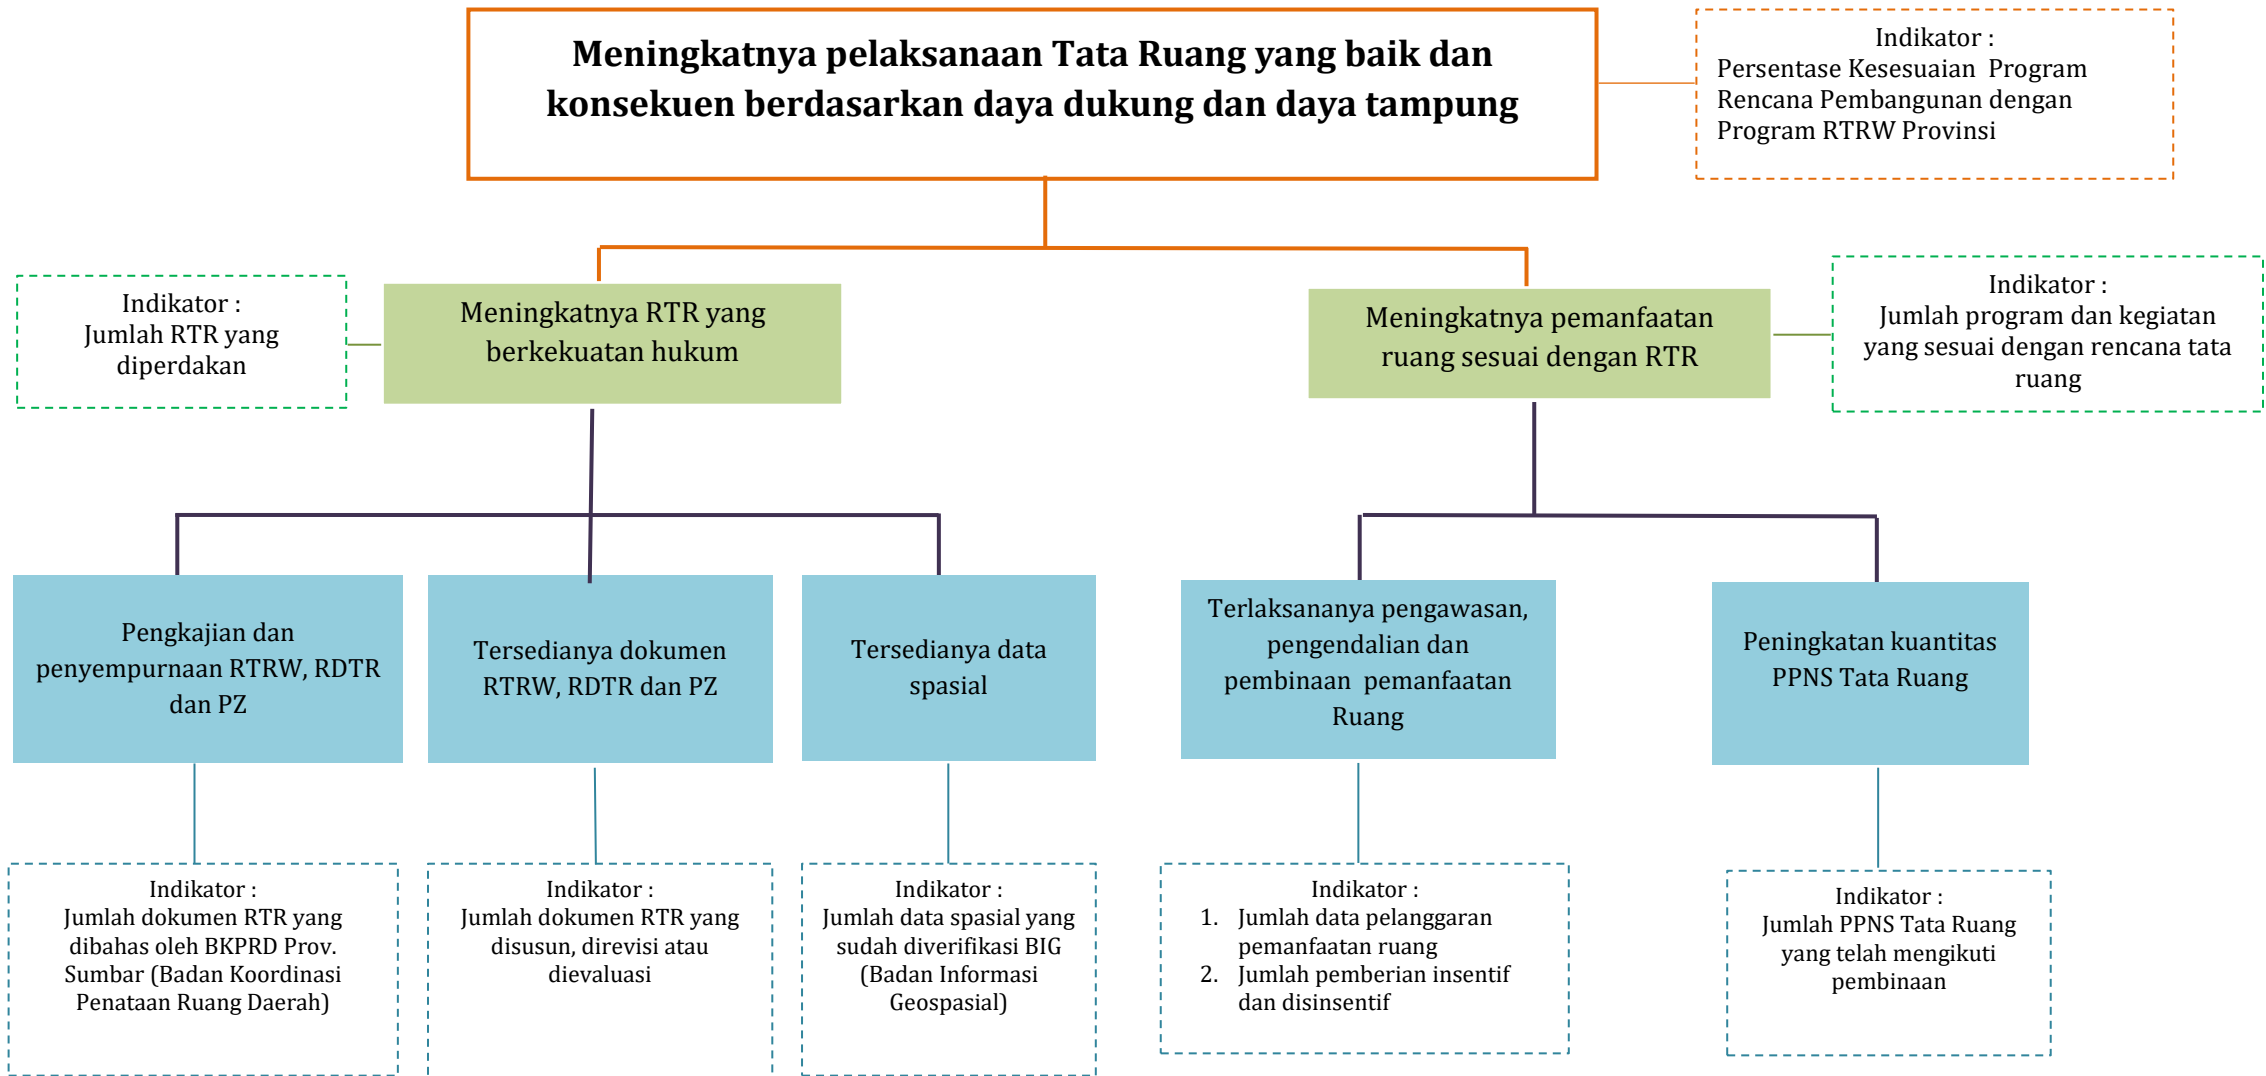 Meningkatnya pelaksanaan Tata Ruang yang baik dan
konsekuen berdasarkan daya dukung dan daya tampung
Indikator :
Persentase Kesesuaian Program
Rencana Pembangunan dengan
Program RTRW Provinsi
Indikator :
Jumlah RTR yang
diperdakan
Meningkatnya RTR yang
berkekuatan hukum
Meningkatnya pemanfaatan
ruang sesuai dengan RTR
Indikator :
Jumlah program dan kegiatan
yang sesuai dengan rencana tata
ruang
Pengkajian dan
penyempurnaan RTRW, RDTR
dan PZ
Tersedianya dokumen
RTRW, RDTR dan PZ
Tersedianya data
spasial
Terlaksananya pengawasan,
pengendalian dan
pembinaan pemanfaatan
Ruang
Peningkatan kuantitas
PPNS Tata Ruang
Indikator :
Jumlah dokumen RTR yang
dibahas oleh BKPRD Prov.
Sumbar (Badan Koordinasi
Penataan Ruang Daerah)
Indikator :
Jumlah dokumen RTR yang
disusun, direvisi atau
dievaluasi
Indikator :
Jumlah data spasial yang
sudah diverifikasi BIG
(Badan Informasi
Geospasial)
Indikator :
1. Jumlah data pelanggaran
pemanfaatan ruang
2. Jumlah pemberian insentif
dan disinsentif
Indikator :
Jumlah PPNS Tata Ruang
yang telah mengikuti
pembinaan